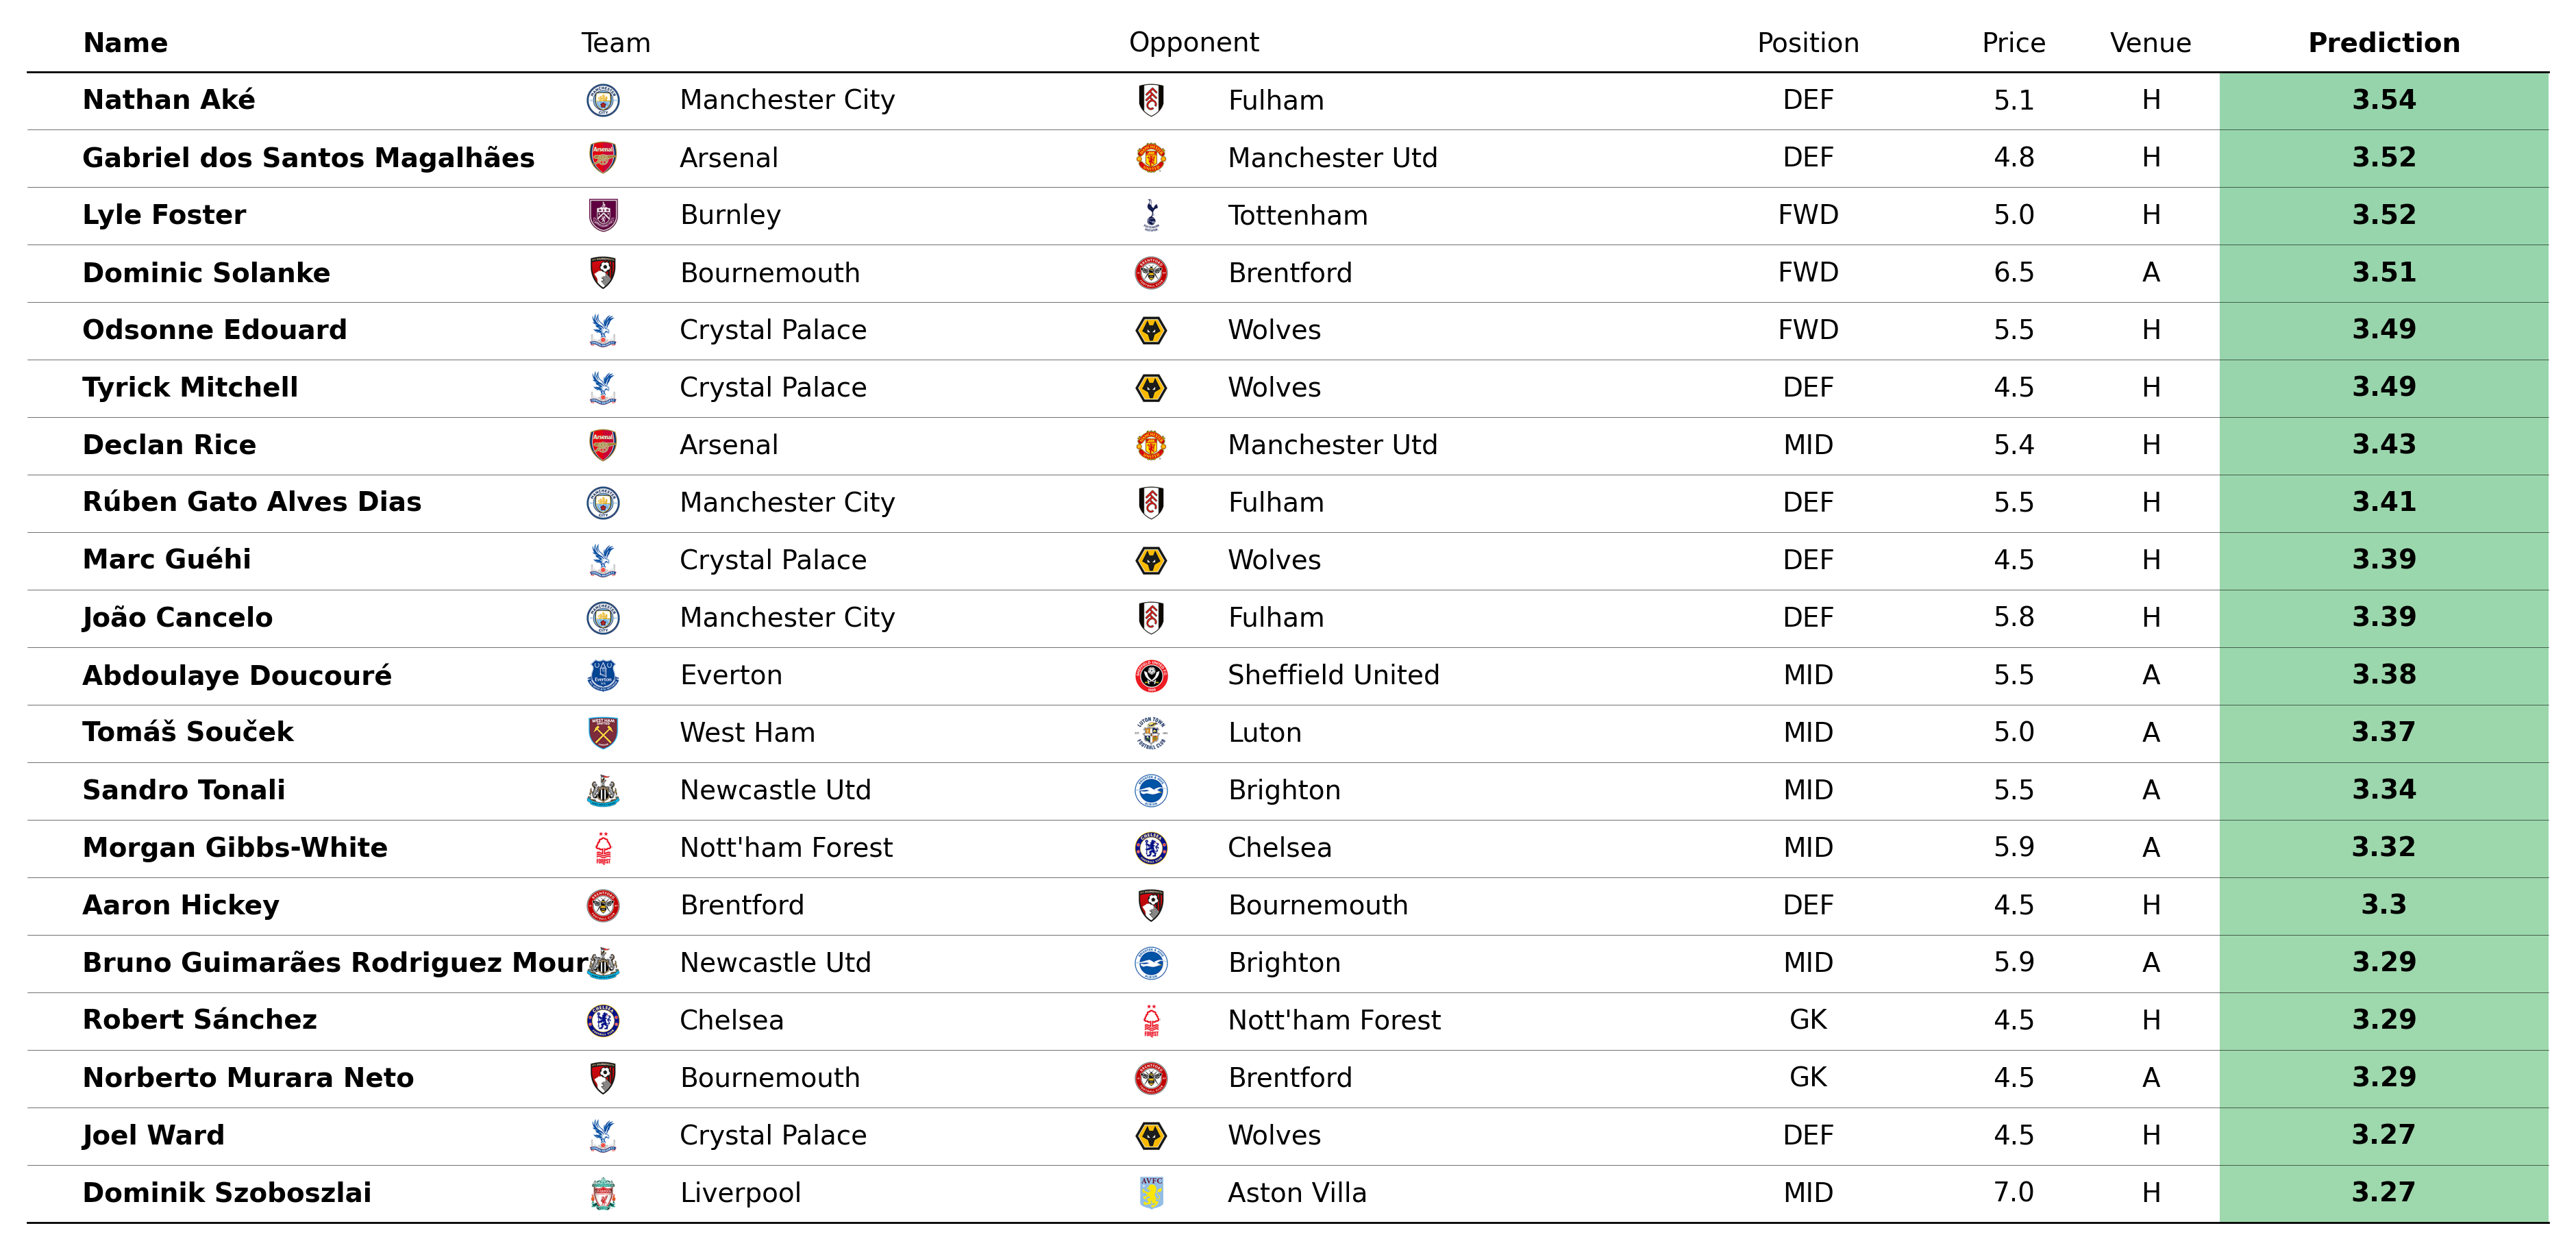 Name Team Opponent Position Price Venue Prediction
Nathan Aké Manchester City Fulham DEF 5.1 H 3.54
Gabriel dos Santos Magalhães Arsenal Manchester Utd DEF 4.8 H 3.52
Lyle Foster Burnley Tottenham FWD 5.0 H 3.52
Dominic Solanke Bournemouth Brentford FWD 6.5 A 3.51
Odsonne Edouard Crystal Palace Wolves FWD 5.5 H 3.49
Tyrick Mitchell Crystal Palace Wolves DEF 4.5 H 3.49
Declan Rice Arsenal Manchester Utd MID 5.4 H 3.43
Rúben Gato Alves Dias Manchester City Fulham DEF 5.5 H 3.41
Marc Guéhi Crystal Palace Wolves DEF 4.5 H 3.39
João Cancelo Manchester City Fulham DEF 5.8 H 3.39
Abdoulaye Doucouré Everton Sheffield United MID 5.5 A 3.38
Tomáš Souček West Ham Luton MID 5.0 A 3.37
Sandro Tonali Newcastle Utd Brighton MID 5.5 A 3.34
Morgan Gibbs-White Nott'ham Forest Chelsea MID 5.9 A 3.32
Aaron Hickey Brentford Bournemouth DEF 4.5 H 3.3
Bruno Guimarães Rodriguez Mour Newcastle Utd Brighton MID 5.9 A 3.29
Robert Sánchez Chelsea Nott'ham Forest GK 4.5 H 3.29
Norberto Murara Neto Bournemouth Brentford GK 4.5 A 3.29
Joel Ward Crystal Palace Wolves DEF 4.5 H 3.27
Dominik Szoboszlai Liverpool Aston Villa MID 7.0 H 3.27